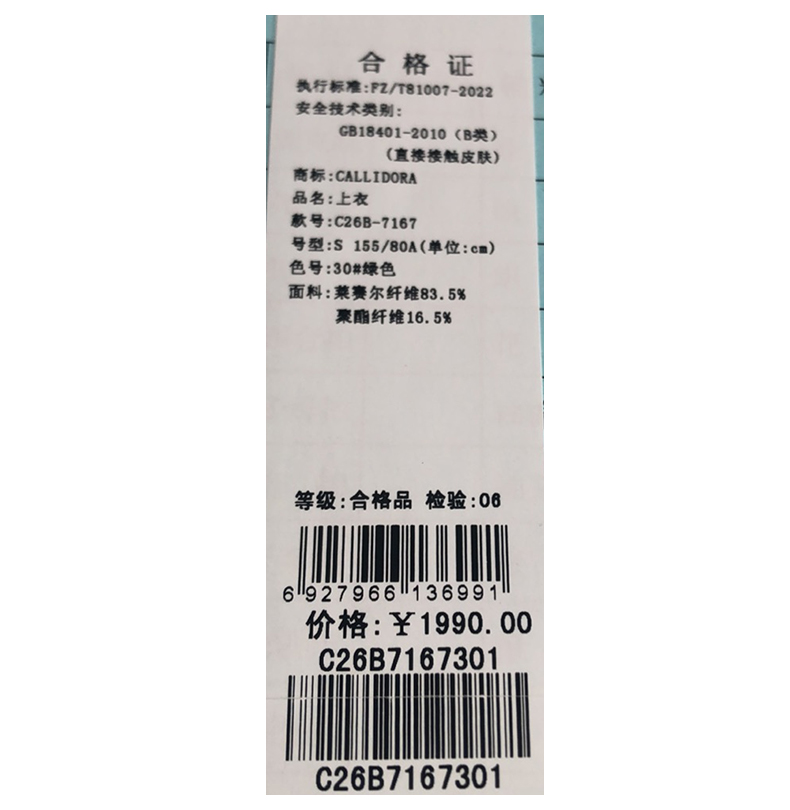 合格证
执行标准:FZ/T81007-2022
安全技术类别:
GB18401-2010（B类）
(直接接触皮肤)
商标:CALLIDORA
品名:上衣
款号:C26B-7167
号型:S 155/80A(单位:cm)
色号:30#绿色
面料:莱赛尔纤维83.5%
聚酯纤维16.5%
等级:合格品 检验:06
6 927966 136991
价格:￥1990.00
C26B7167301
C26B7167301